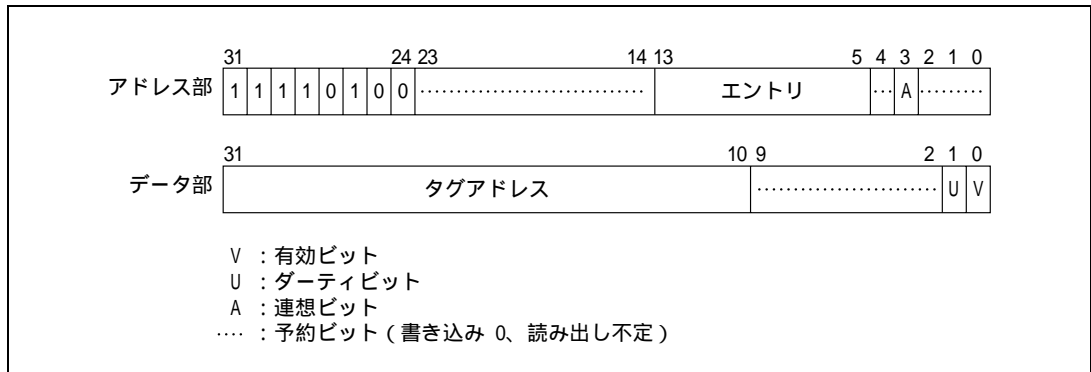 31 24 23 14 13 5 4 3 2 1 0
アドレス部 1 1 1 1 0 1 0 0 ‥‥‥‥‥‥‥‥ エントリ ‥ A ‥‥‥
31 10 9 2 1 0
データ部 タグアドレス ‥‥‥‥‥‥‥‥ U V
V :有効ビット
U :ダーティビット
A :連想ビット
‥‥ :予約ビット(書き込み 0、読み出し不定)